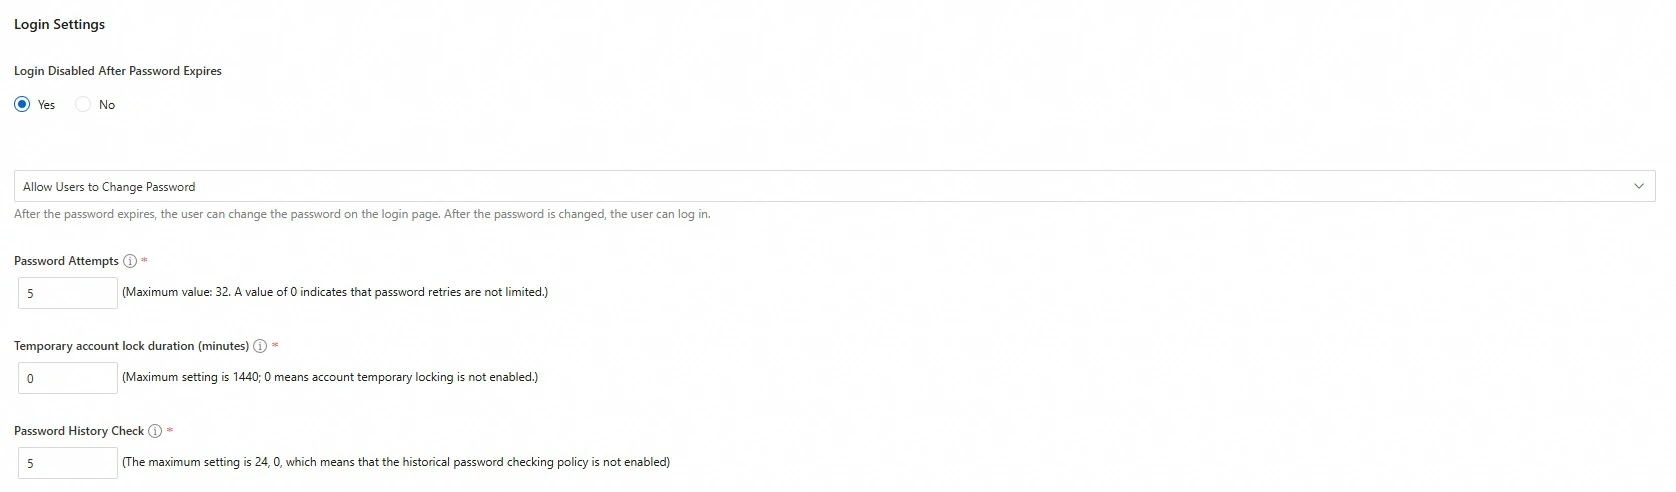 Login Settings
Login Disabled After Password Expires
Yes No
Allow Users to Change Password
After the password expires, the user can change the password on the login page. After the password is changed, the user can log in.
Password Attempts *
5 (Maximum value: 32. A value of 0 indicates that password retries are not limited.)
Temporary account lock duration (minutes) *
0 (Maximum setting is 1440; 0 means account temporary locking is not enabled.)
Password History Check *
5 (The maximum setting is 24, 0, which means that the historical password checking policy is not enabled)